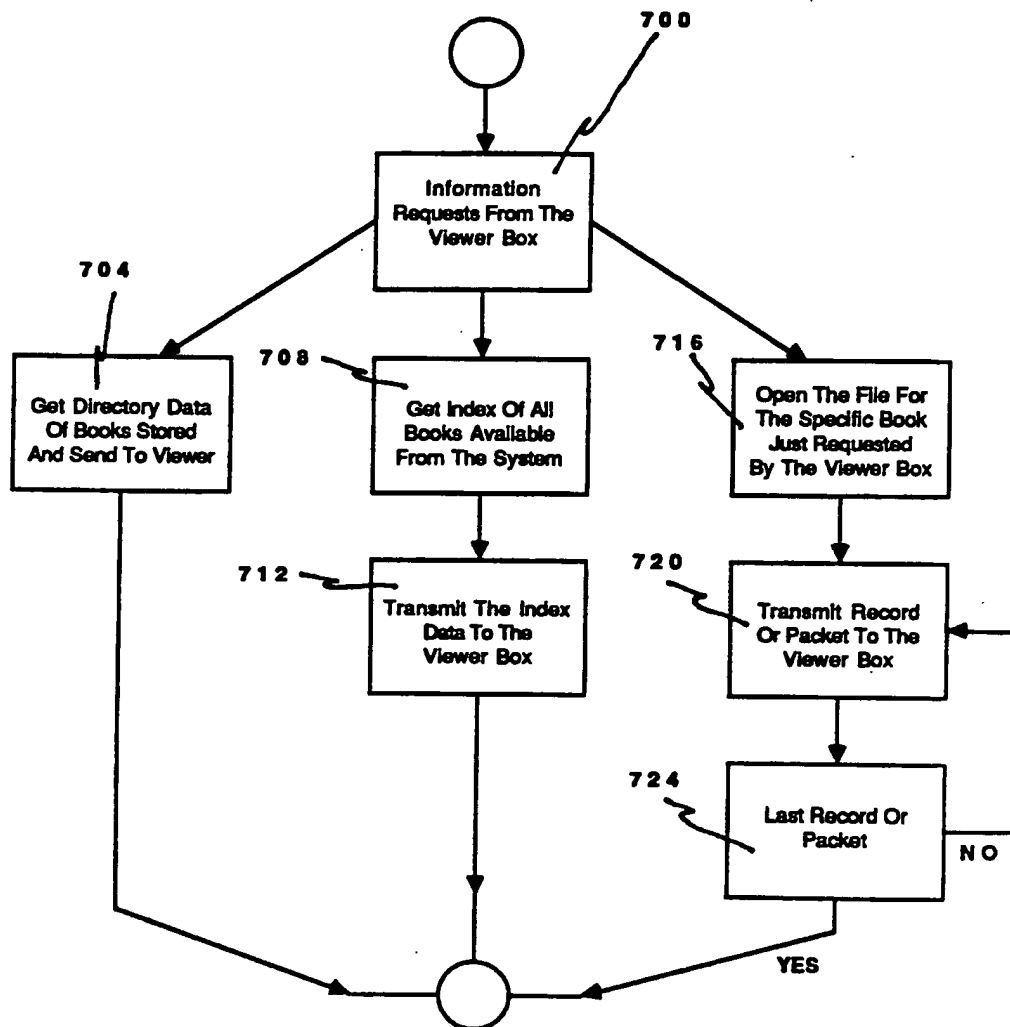 700
Information
Requests From The
Viewer Box
704
Get Directory Data
Of Books Stored
And Send To Viewer
708
Get Index Of All
Books Available
From The System
716
Open The File For
The Specific Book
Just Requested
By The Viewer Box
712
Transmit The Index
Data To The
Viewer Box
720
Transmit Record
Or Packet To The
Viewer Box
724
Last Record Or
Packet
NO
YES